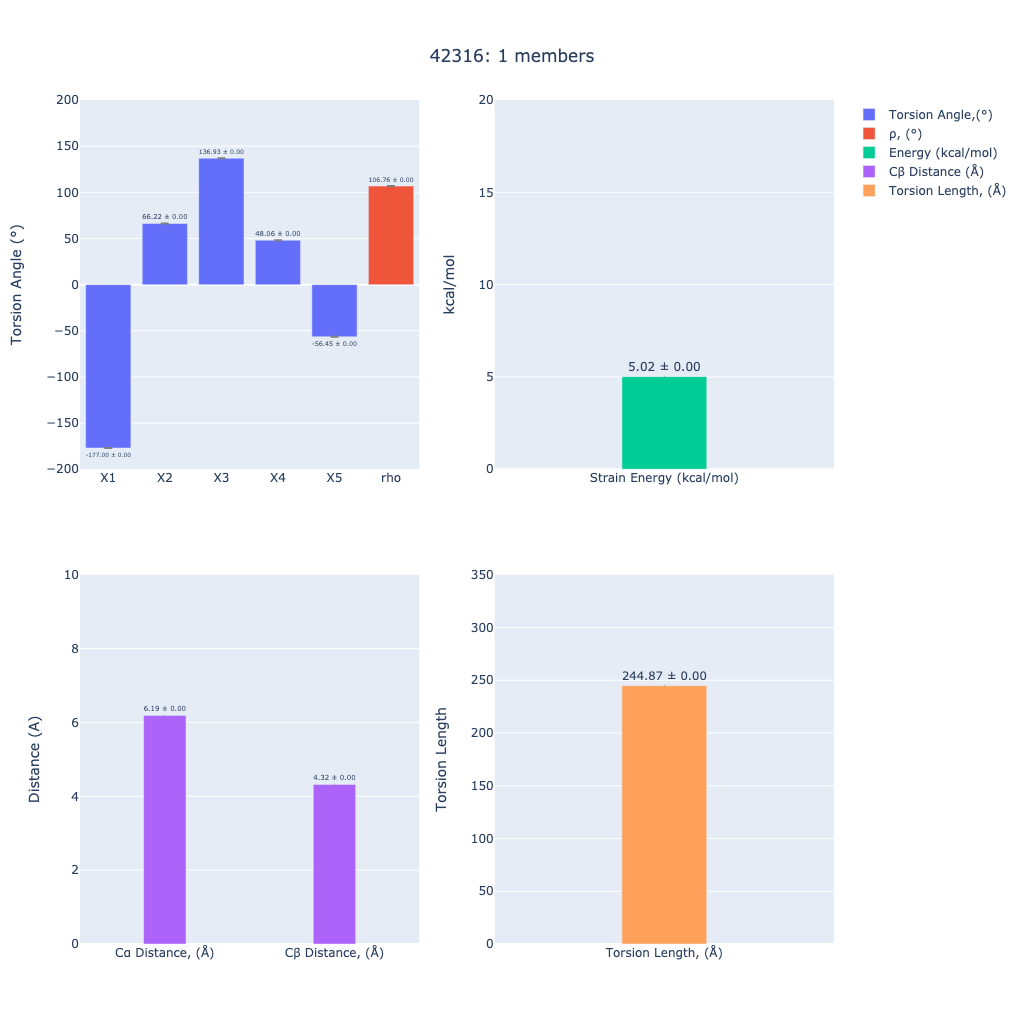 42316: 1 members
Torsion Angle (°)
200
150
100
50
0
−50
−100
−150
−200
-177.00 ± 0.00
66.22 ± 0.00
136.93 ± 0.00
48.06 ± 0.00
-56.45 ± 0.00
106.76 ± 0.00
X1 X2 X3 X4 X5 rho
kcal/mol
20
15
10
5
0
5.02 ± 0.00
Strain Energy (kcal/mol)
Torsion Angle,(°)
ρ, (°)
Energy (kcal/mol)
Cβ Distance (Å)
Torsion Length, (Å)
Distance (A)
10
8
6
4
2
0
6.19 ± 0.00
4.32 ± 0.00
Cα Distance, (Å) Cβ Distance, (Å)
Torsion Length
350
300
250
200
150
100
50
0
244.87 ± 0.00
Torsion Length, (Å)